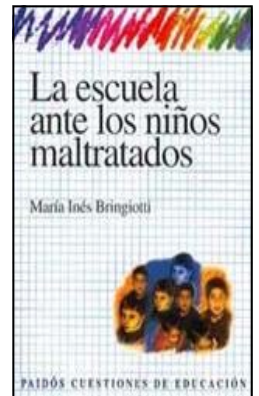 La escuela
ante los niños
maltratados
María Inés Bringiotti
PAIDÓS CUESTIONES DE EDUCACIÓN